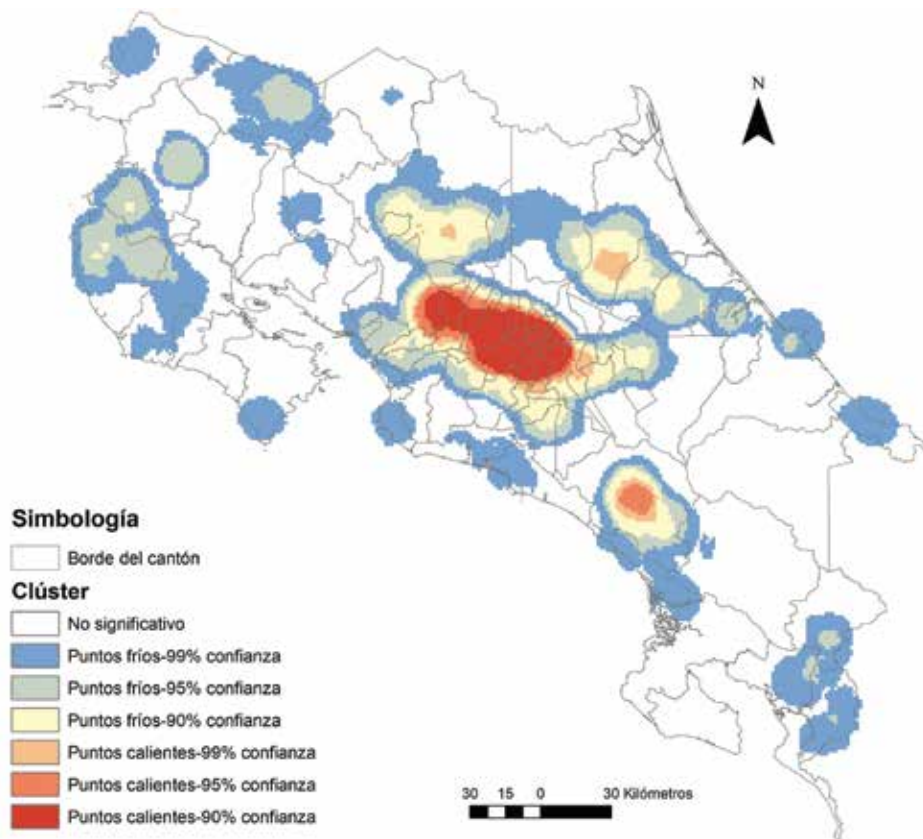 N
Simbología
Borde del cantón
Clúster
No significativo
Puntos fríos-99% confianza
Puntos fríos-95% confianza
Puntos fríos-90% confianza
Puntos calientes-99% confianza
Puntos calientes-95% confianza
Puntos calientes-90% confianza
30 15 0 30 Kilómetros